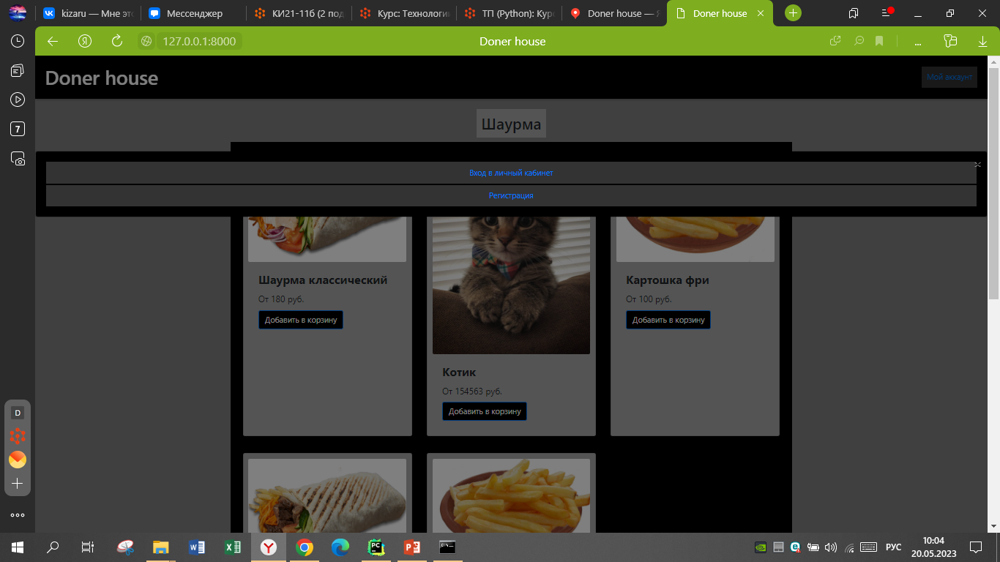 kizaru — Мне это
Мессенджер
КИ21-11б (2 под
Курс: Технологи
ТП (Python): Курс
Doner house — Я
Doner house
Я
127.0.0.1:8000
Doner house
...
Doner house
Мой аккаунт
Шаурма
Вход в личный кабинет
Регистрация
Шаурма классический
Котик
Картошка фри
От 180 руб.
От 100 руб.
Добавить в корзину
Добавить в корзину
От 154563 руб.
Добавить в корзину
7
D
РУС
10:04
20.05.2023